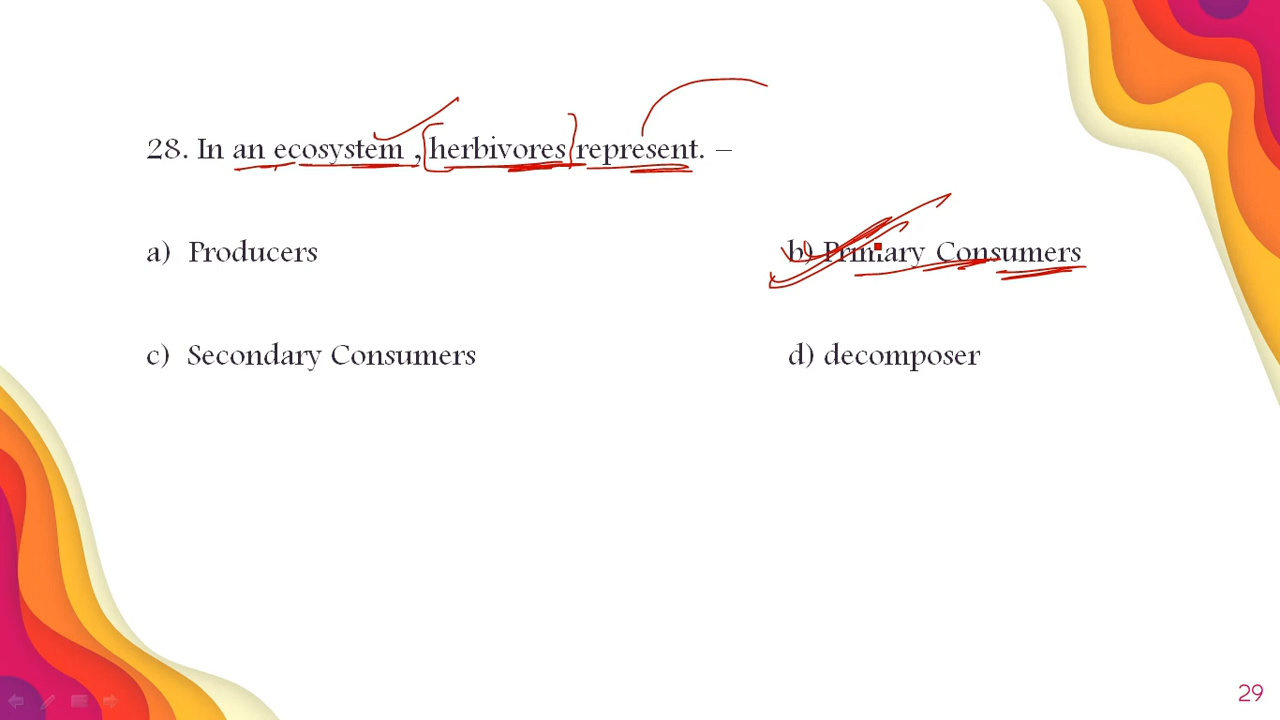 28. In an ecosystem , herbivores represent. –
a) Producers
b) Primary Consumers
c) Secondary Consumers
d) decomposer
29